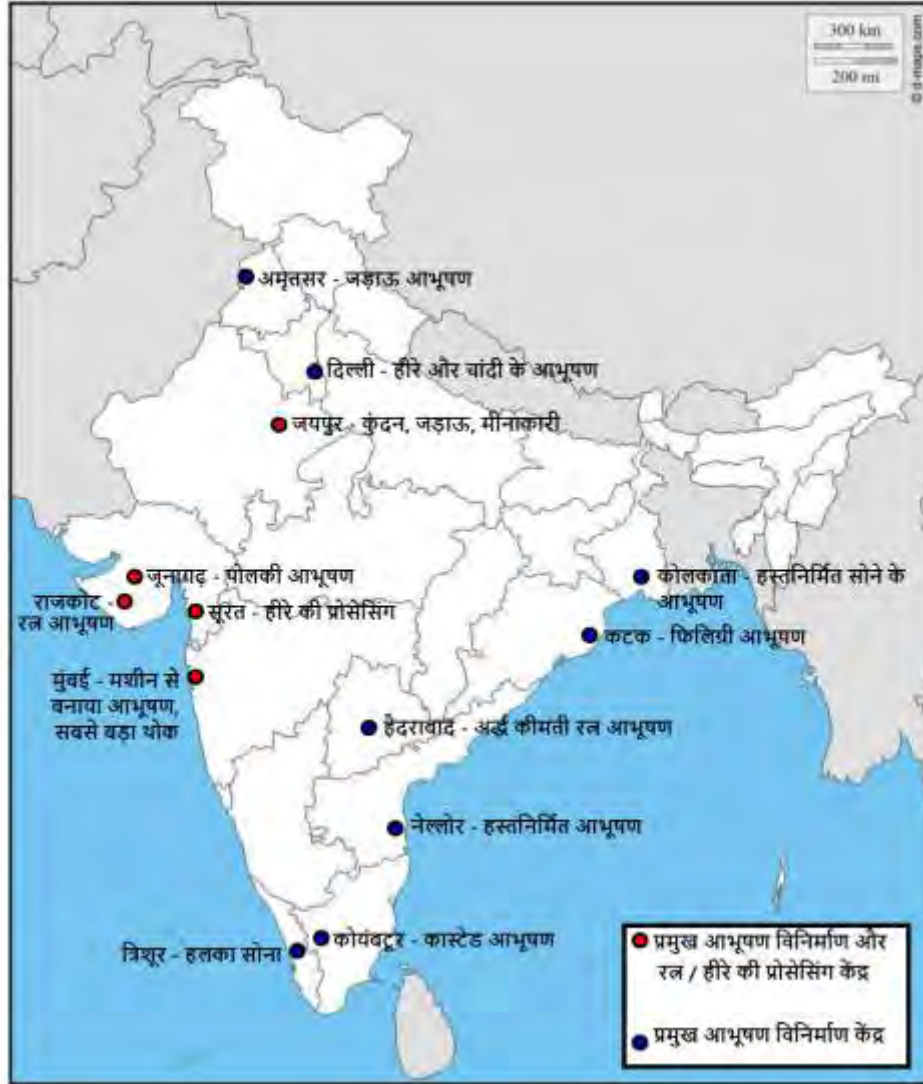 300 km
200 mi
© d-maps.com
अमृतसर - जड़ाऊ आभूषण
दिल्ली - हीरे और चांदी के आभूषण
जयपुर - कुंदन, जड़ाऊ, मीनाकारी
जूनागढ़ - पोलकी आभूषण
राजकोट -
रत्न आभूषण
सूरत - हीरे की प्रोसेसिंग
कोलकाता - हस्तनिर्मित सोने के
आभूषण
कटक - फिलिग्री आभूषण
मुंबई - मशीन से
बनाया आभूषण,
सबसे बड़ा थोक
हैदराबाद - अर्द्ध कीमती रत्न आभूषण
नेल्लोर - हस्तनिर्मित आभूषण
कोयंबटूर - कास्टेड आभूषण
त्रिशूर - हलका सोना
प्रमुख आभूषण विनिर्माण और
रत्न / हीरे की प्रोसेसिंग केंद्र
प्रमुख आभूषण विनिर्माण केंद्र